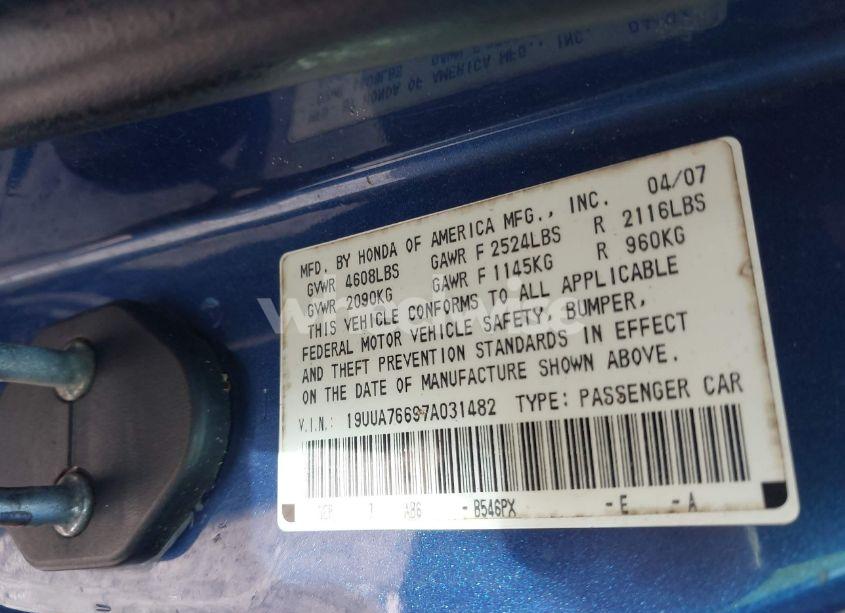 MFD. BY HONDA OF AMERICA MFG., INC. 04/07
GVWR 4608LBS GAWR F 2524LBS R 2116LBS
GVWR 2090KG GAWR F 1145KG R 960KG
THIS VEHICLE CONFORMS TO ALL APPLICABLE
FEDERAL MOTOR VEHICLE SAFETY, BUMPER,
AND THEFT PREVENTION STANDARDS IN EFFECT
ON THE DATE OF MANUFACTURE SHOWN ABOVE.
V.I.N.: 19UUA76697A031482 TYPE: PASSENGER CAR
AB6 - B546PX - E - A